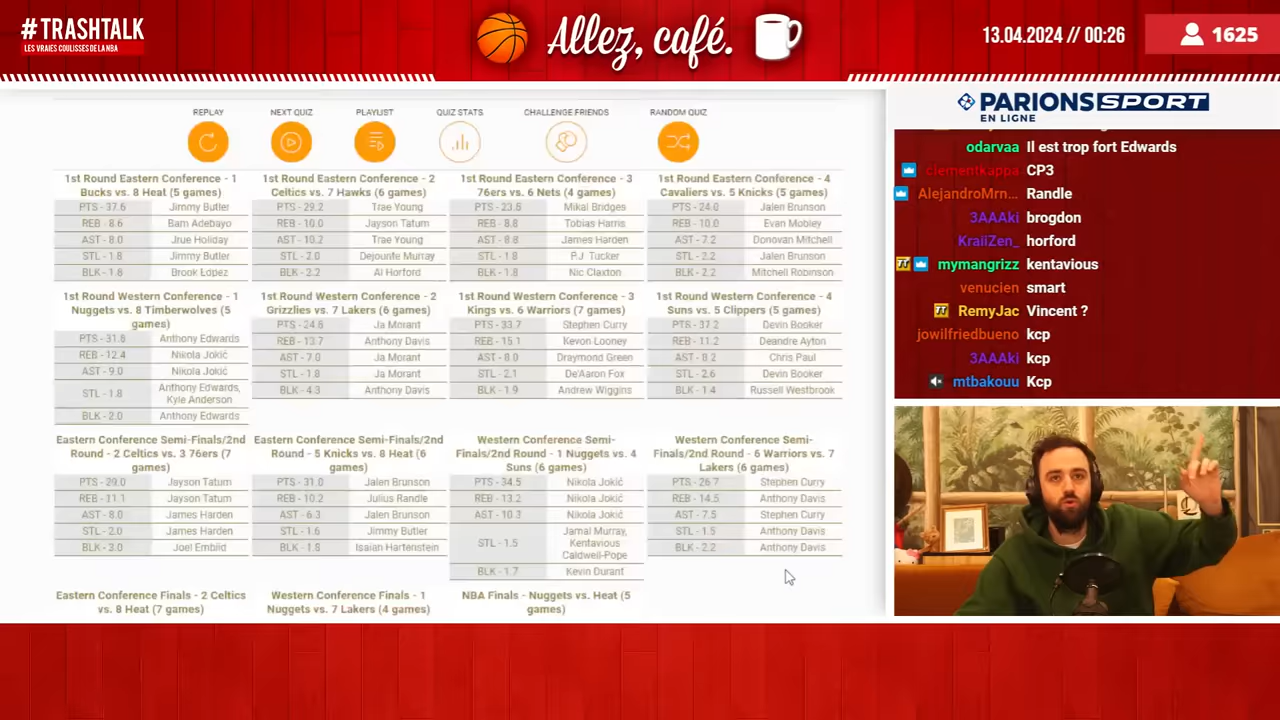 #TRASHTALK
LES VRAIES COULISSES DE LA NBA
Allez, café.
13.04.2024 // 00:26
1625
REPLAY
NEXT QUIZ
PLAYLIST
QUIZ STATS
CHALLENGE FRIENDS
RANDOM QUIZ
1st Round Eastern Conference - 1
Bucks vs. 8 Heat (5 games)
PTS - 37.6 Jimmy Butler
REB - 8.6 Bam Adebayo
AST - 8.0 Jrue Holiday
STL - 1.8 Jimmy Butler
BLK - 1.8 Brook Lopez
1st Round Eastern Conference - 2
Celtics vs. 7 Hawks (6 games)
PTS - 29.2 Trae Young
REB - 10.0 Jayson Tatum
AST - 10.2 Trae Young
STL - 2.0 Dejounte Murray
BLK - 2.2 Al Horford
1st Round Eastern Conference - 3
76ers vs. 6 Nets (4 games)
PTS - 23.5 Mikal Bridges
REB - 8.8 Tobias Harris
AST - 8.8 James Harden
STL - 1.8 P.J. Tucker
BLK - 1.8 Nic Claxton
1st Round Eastern Conference - 4
Cavaliers vs. 5 Knicks (5 games)
PTS - 24.0 Jalen Brunson
REB - 10.0 Evan Mobley
AST - 7.2 Donovan Mitchell
STL - 2.2 Jalen Brunson
BLK - 2.2 Mitchell Robinson
1st Round Western Conference - 1
Nuggets vs. 8 Timberwolves (5
games)
PTS - 31.8 Anthony Edwards
REB - 12.4 Nikola Jokić
AST - 9.0 Nikola Jokić
STL - 1.8 Anthony Edwards,
Kyle Anderson
BLK - 2.0 Anthony Edwards
1st Round Western Conference - 2
Grizzlies vs. 7 Lakers (6 games)
PTS - 24.6 Ja Morant
REB - 13.7 Anthony Davis
AST - 7.0 Ja Morant
STL - 1.8 Ja Morant
BLK - 4.3 Anthony Davis
1st Round Western Conference - 3
Kings vs. 6 Warriors (7 games)
PTS - 33.7 Stephen Curry
REB - 15.1 Kevon Looney
AST - 8.0 Draymond Green
STL - 2.1 De'Aaron Fox
BLK - 1.9 Andrew Wiggins
1st Round Western Conference - 4
Suns vs. 5 Clippers (5 games)
PTS - 37.2 Devin Booker
REB - 11.2 Deandre Ayton
AST - 8.2 Chris Paul
STL - 2.6 Devin Booker
BLK - 1.4 Russell Westbrook
Eastern Conference Semi-Finals/2nd
Round - 2 Celtics vs. 3 76ers (7
games)
PTS - 29.0 Jayson Tatum
REB - 11.1 Jayson Tatum
AST - 8.0 James Harden
STL - 2.0 James Harden
BLK - 3.0 Joel Embiid
Eastern Conference Semi-Finals/2nd
Round - 5 Knicks vs. 8 Heat (6
games)
PTS - 31.0 Jalen Brunson
REB - 10.2 Julius Randle
AST - 6.3 Jalen Brunson
STL - 1.6 Jimmy Butler
BLK - 1.8 Isaiah Hartenstein
Western Conference Semi-
Finals/2nd Round - 1 Nuggets vs. 4
Suns (6 games)
PTS - 34.5 Nikola Jokić
REB - 13.2 Nikola Jokić
AST - 10.3 Nikola Jokić
STL - 1.5 Jamal Murray,
Kentavious
Caldwell-Pope
BLK - 1.7 Kevin Durant
Western Conference Semi-
Finals/2nd Round - 6 Warriors vs. 7
Lakers (6 games)
PTS - 26.7 Stephen Curry
REB - 14.5 Anthony Davis
AST - 7.5 Stephen Curry
STL - 1.5 Anthony Davis
BLK - 2.2 Anthony Davis
Eastern Conference Finals - 2 Celtics
vs. 8 Heat (7 games)
Western Conference Finals - 1
Nuggets vs. 7 Lakers (4 games)
NBA Finals - Nuggets vs. Heat (5
games)
PARIONS SPORT
EN LIGNE
odarvaa Il est trop fort Edwards
clementkappa CP3
AlejandroMrn... Randle
3AAAki brogdon
KraiiZen_ horford
mymangrizz kentavious
venucien smart
RemyJac Vincent ?
jowilfriedbueno kcp
3AAAki kcp
mtbakouu Kcp